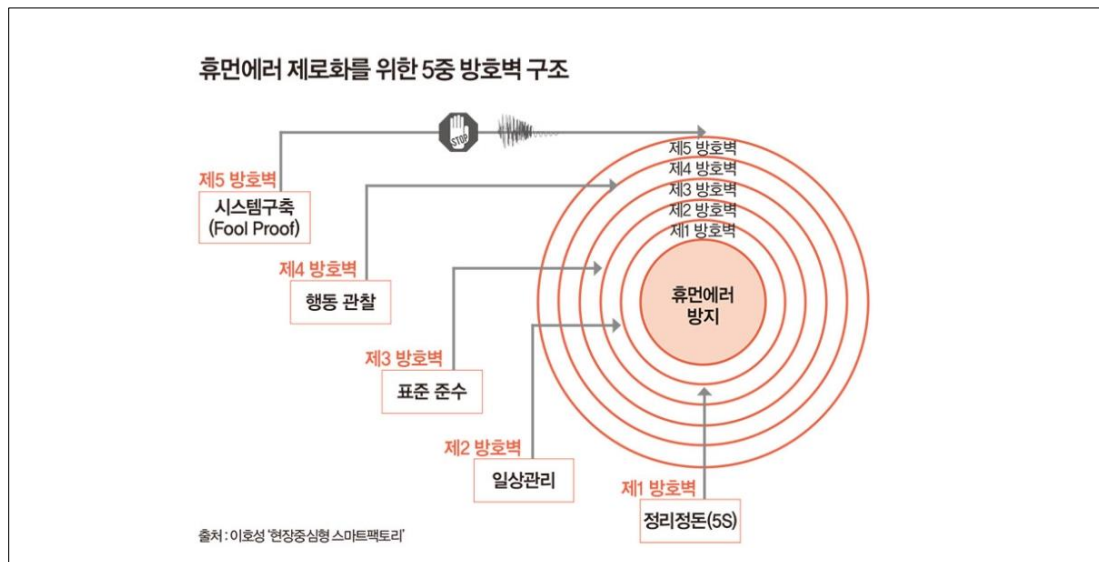 휴먼에러 제로화를 위한 5중 방호벽 구조
STOP
제5 방호벽
제4 방호벽
제3 방호벽
제2 방호벽
제1 방호벽
휴먼에러
방지
제5 방호벽
시스템구축
(Fool Proof)
제4 방호벽
행동 관찰
제3 방호벽
표준 준수
제2 방호벽
일상관리
제1 방호벽
정리정돈(5S)
출처 : 이호성 '현장중심형 스마트팩토리'